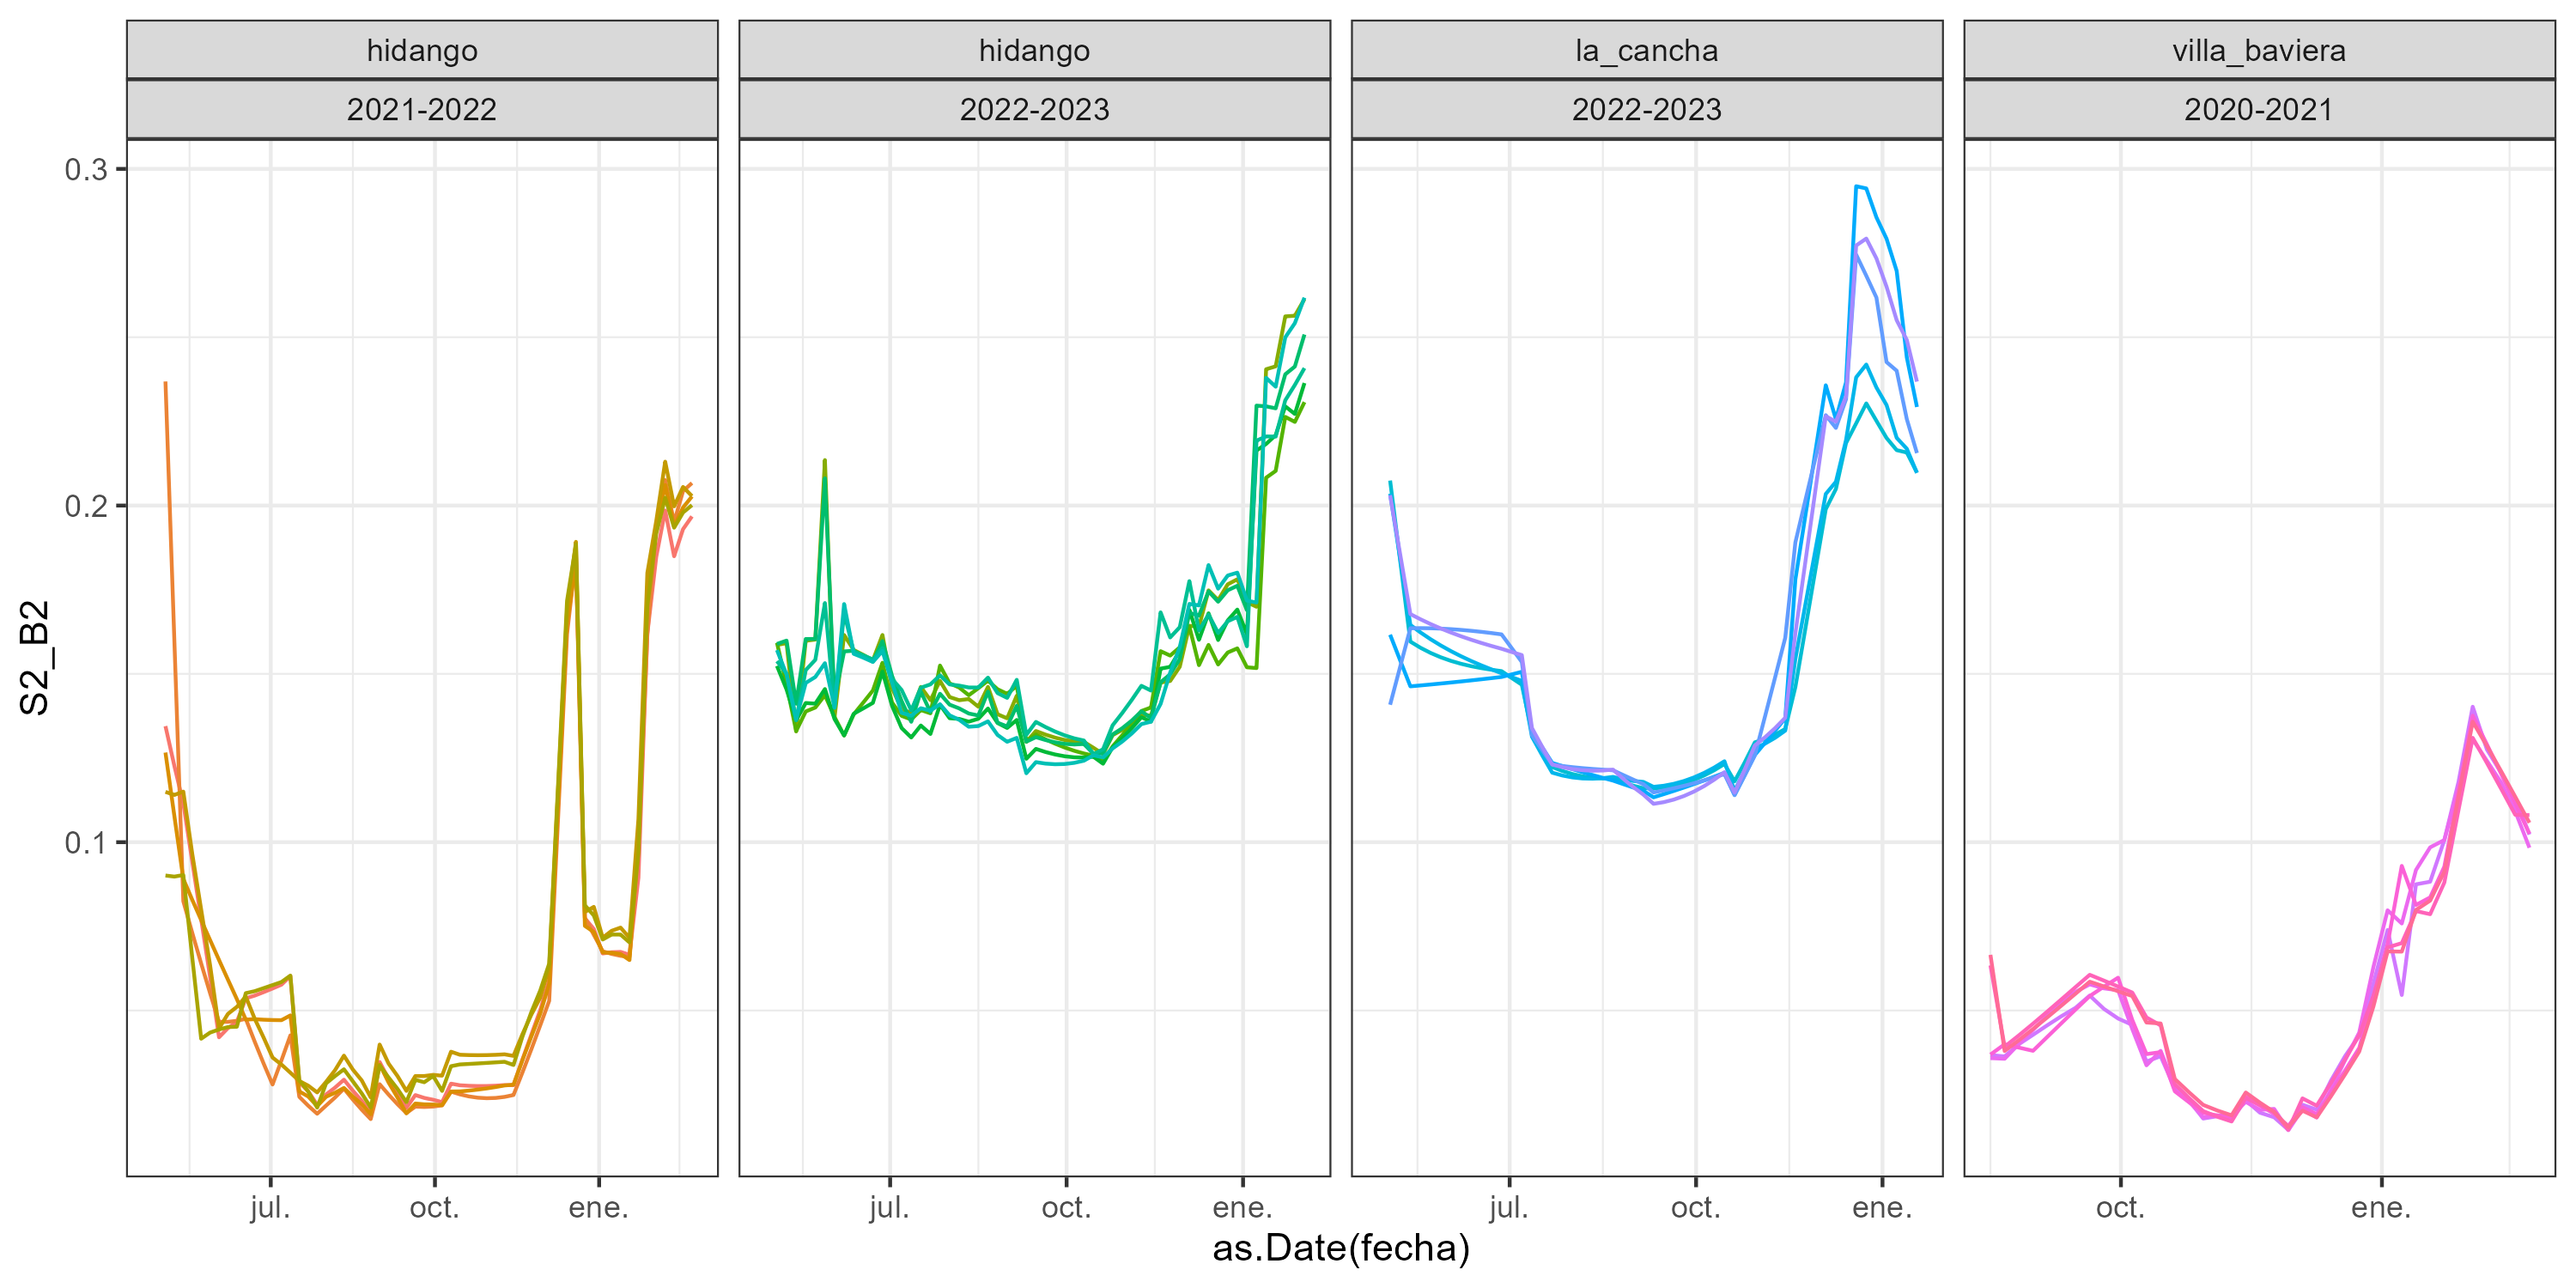 hidango hidango la_cancha villa_baviera
2021-2022 2022-2023 2022-2023 2020-2021
0.3
0.2
0.1
S2_B2
jul. oct. ene. jul. oct. ene. jul. oct. ene. oct. ene.
as.Date(fecha)